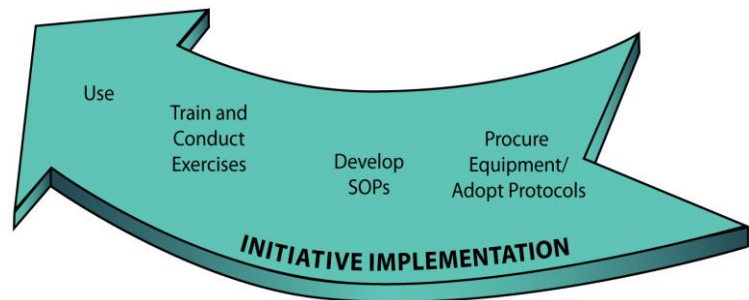 Use
Train and
Conduct
Exercises
Develop
SOPs
Procure
Equipment/
Adopt Protocols
INITIATIVE IMPLEMENTATION